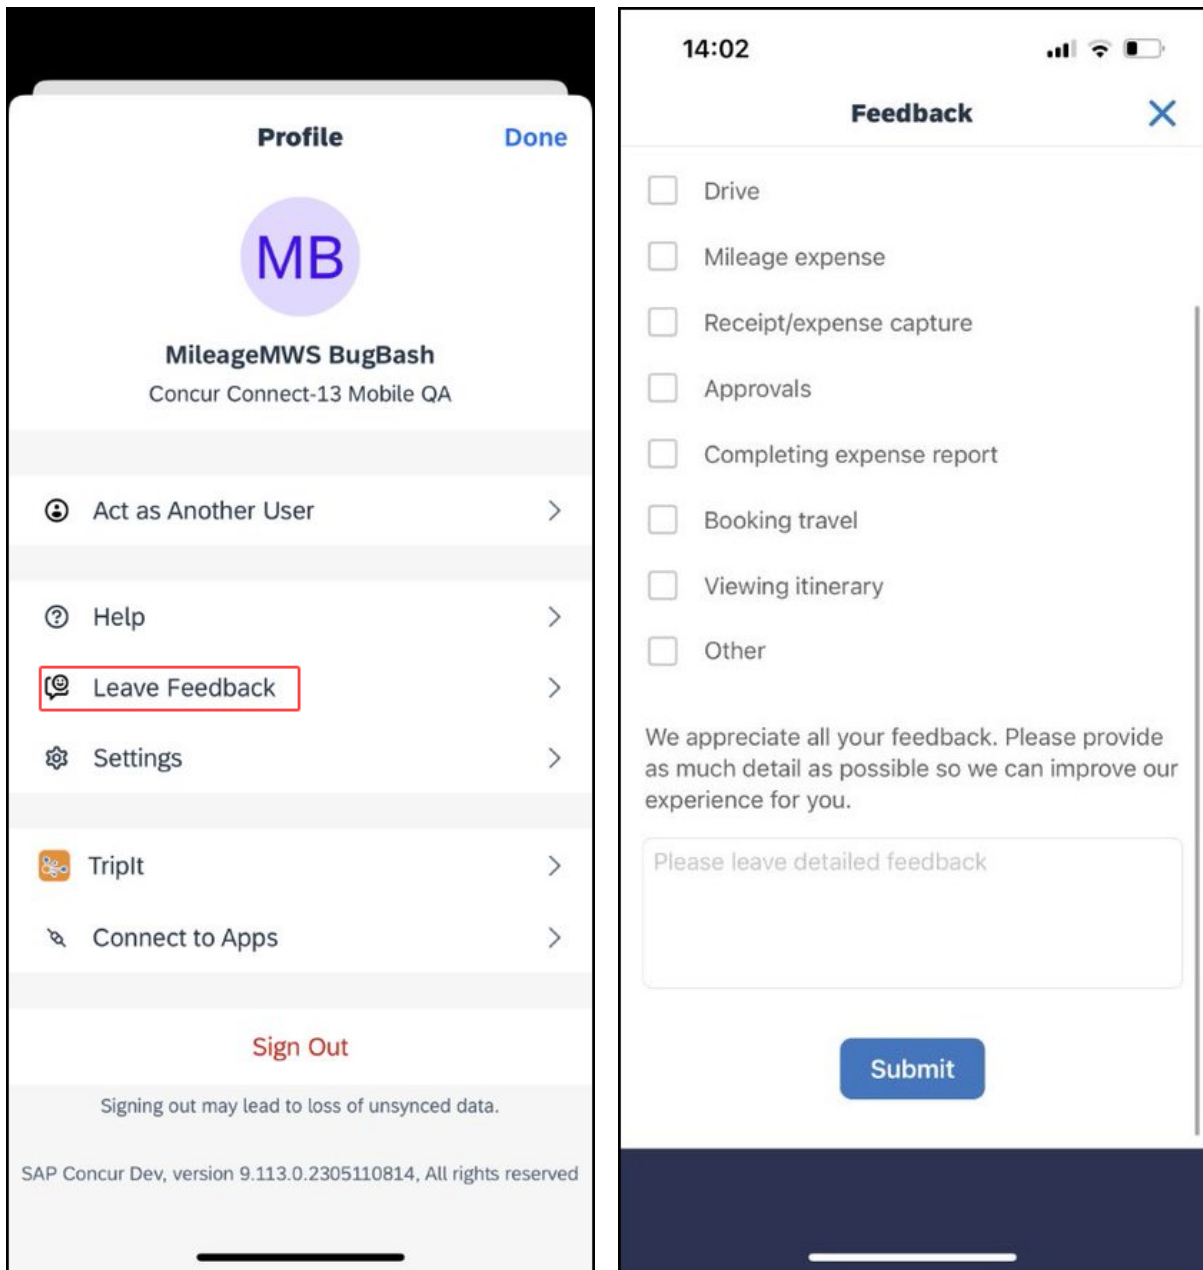 Profile
Done
MB
MileageMWS BugBash
Concur Connect-13 Mobile QA
Act as Another User
Help
Leave Feedback
Settings
TripIt
Connect to Apps
Sign Out
Signing out may lead to loss of unsynced data.
SAP Concur Dev, version 9.113.0.2305110814, All rights reserved
14:02
Feedback
Drive
Mileage expense
Receipt/expense capture
Approvals
Completing expense report
Booking travel
Viewing itinerary
Other
We appreciate all your feedback. Please provide
as much detail as possible so we can improve our
experience for you.
Please leave detailed feedback
Submit